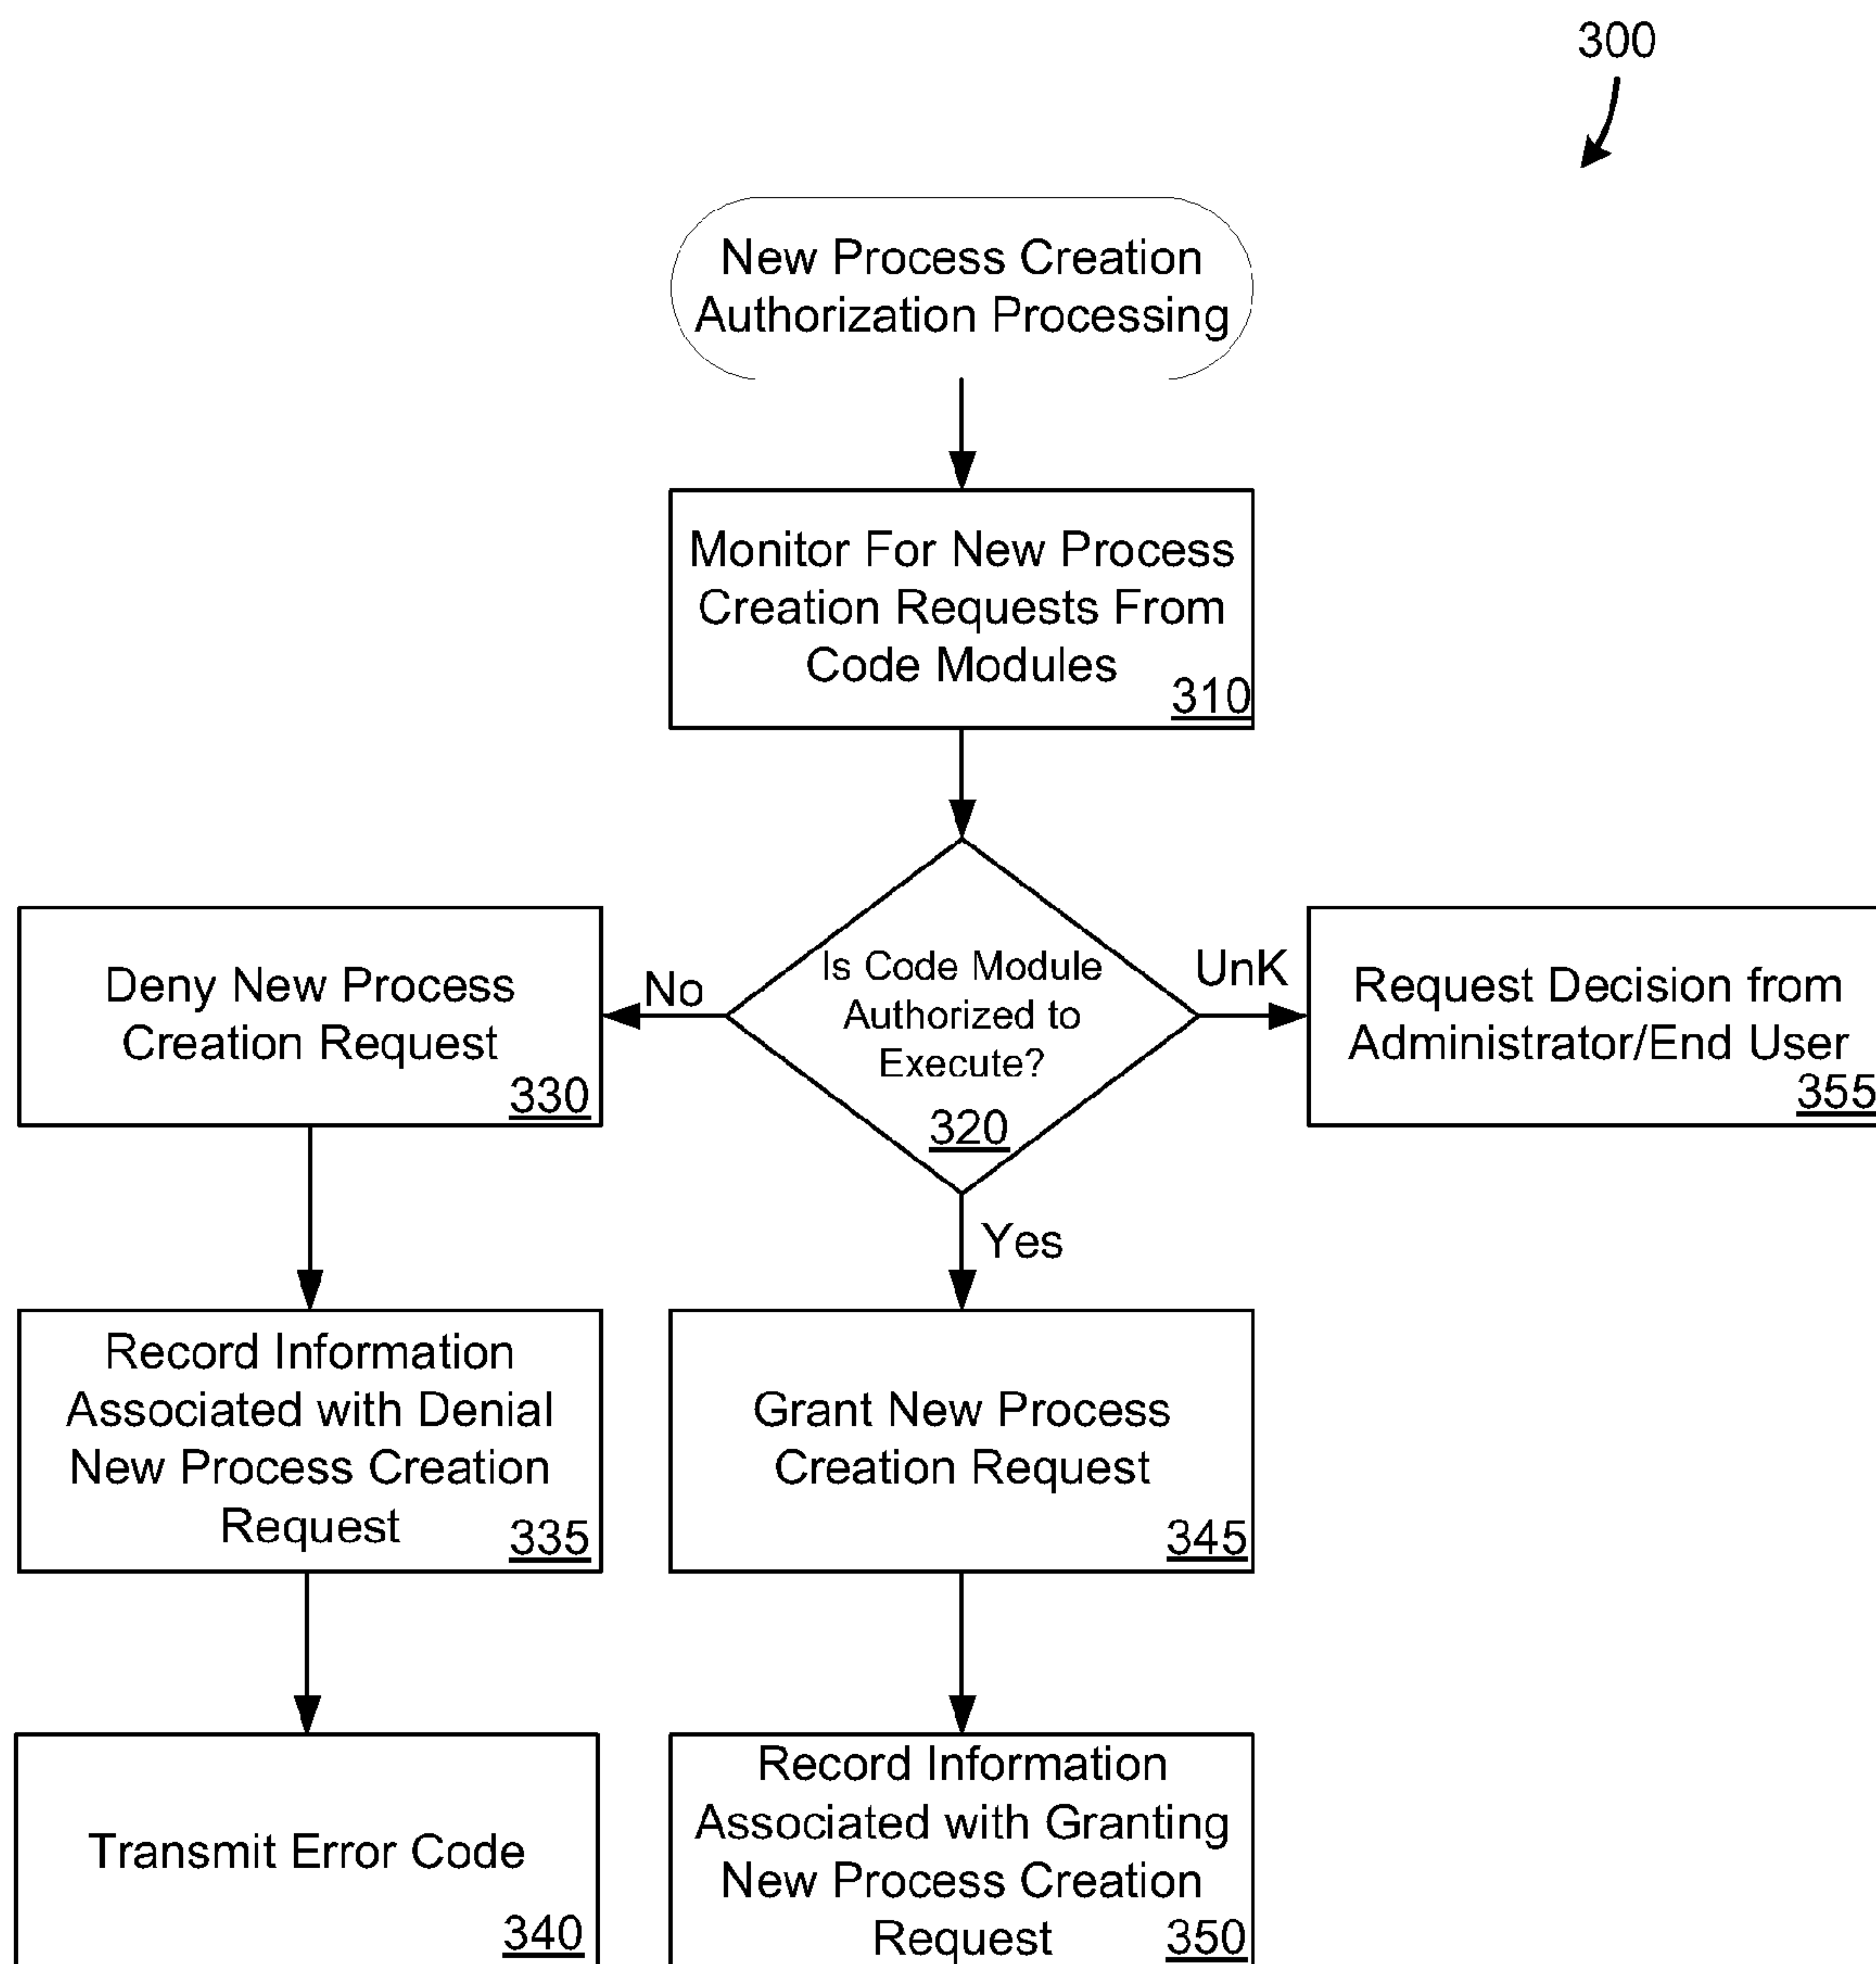 300
New Process Creation
Authorization Processing
Monitor For New Process
Creation Requests From
Code Modules
310
Is Code Module
Authorized to
Execute?
320
No
UnK
Yes
Deny New Process
Creation Request
330
Request Decision from
Administrator/End User
355
Record Information
Associated with Denial
New Process Creation
Request
335
Grant New Process
Creation Request
345
Transmit Error Code
340
Record Information
Associated with Granting
New Process Creation
Request
350